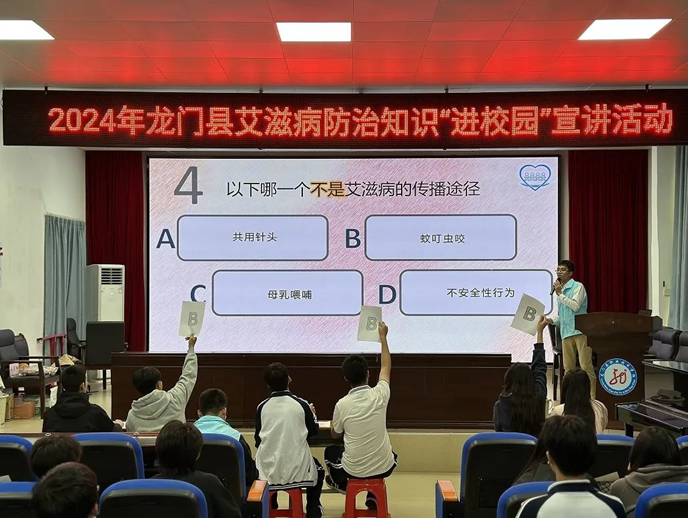 2024年龙门县艾滋病防治知识“进校园”宣讲活动
4 以下哪一个不是艾滋病的传播途径
A 共用针头 B 蚊叮虫咬
C 母乳喂哺 D 不安全性行为
B B B